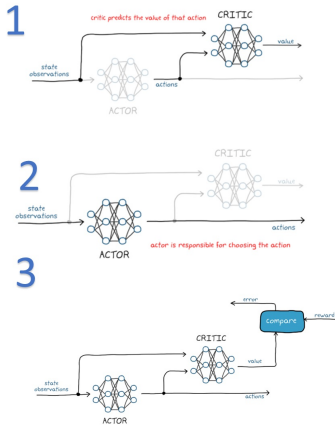 1
critic predicts the value of that action
CRITIC
value
state
observations
actions
ACTOR
2
CRITIC
value
state
observations
actions
ACTOR
actor is responsible for choosing the action
3
error
compare
reward
CRITIC
value
state
observations
actions
ACTOR